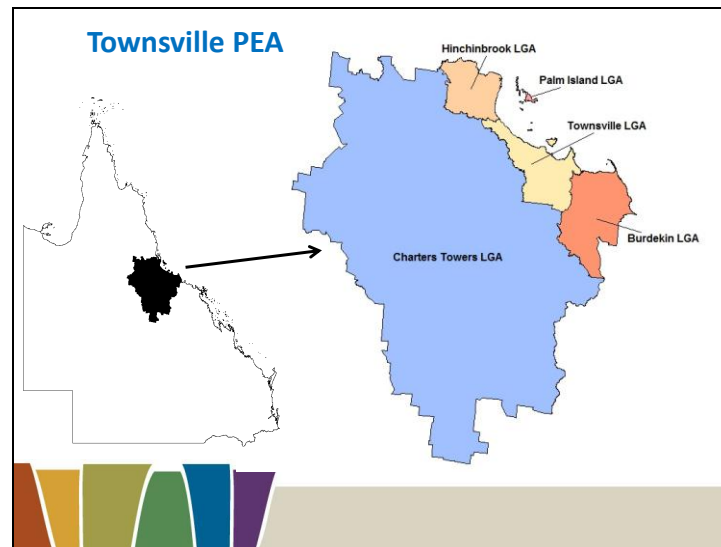 Townsville PEA
Hinchinbrook LGA
Palm Island LGA
Townsville LGA
Burdekin LGA
Charters Towers LGA